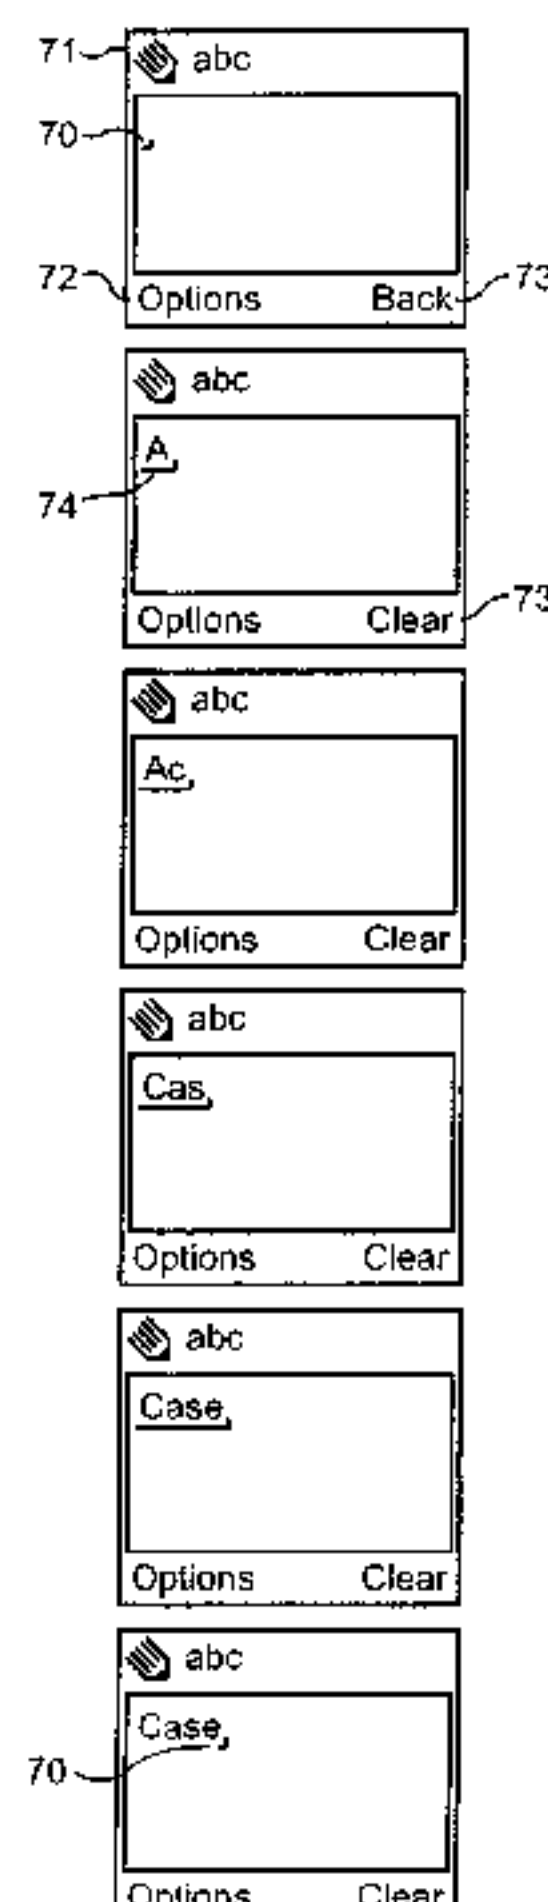 71 abc
70
72 Options Back 73
abc
A
74
Options Clear 73
abc
Ac
Options Clear
abc
Cas
Options Clear
abc
Case
Options Clear
abc
Case
70
Options Clear